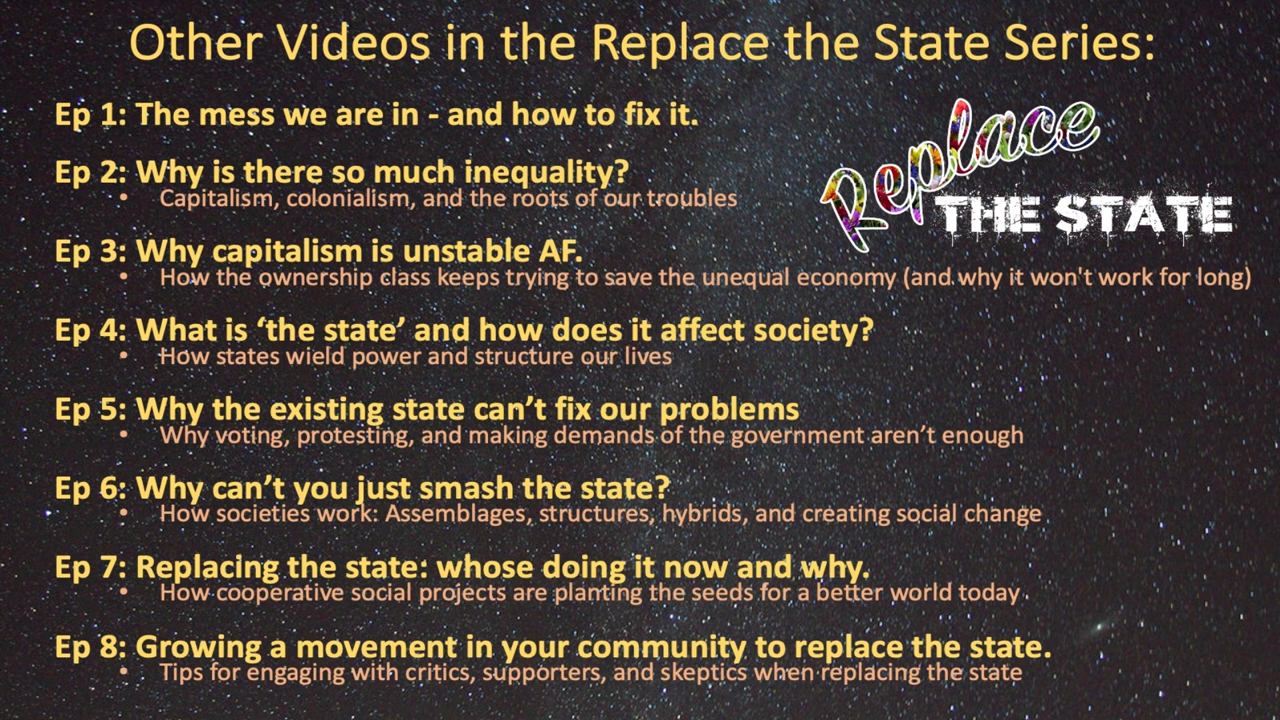 Other Videos in the Replace the State Series:
Ep 1: The mess we are in - and how to fix it.
Replace
THE STATE
Ep 2: Why is there so much inequality?
• Capitalism, colonialism, and the roots of our troubles
Ep 3: Why capitalism is unstable AF.
• How the ownership class keeps trying to save the unequal economy (and why it won't work for long)
Ep 4: What is ‘the state’ and how does it affect society?
• How states wield power and structure our lives
Ep 5: Why the existing state can’t fix our problems
• Why voting, protesting, and making demands of the government aren’t enough
Ep 6: Why can’t you just smash the state?
• How societies work: Assemblages, structures, hybrids, and creating social change
Ep 7: Replacing the state: whose doing it now and why.
• How cooperative social projects are planting the seeds for a better world today
Ep 8: Growing a movement in your community to replace the state.
• Tips for engaging with critics, supporters, and skeptics when replacing the state